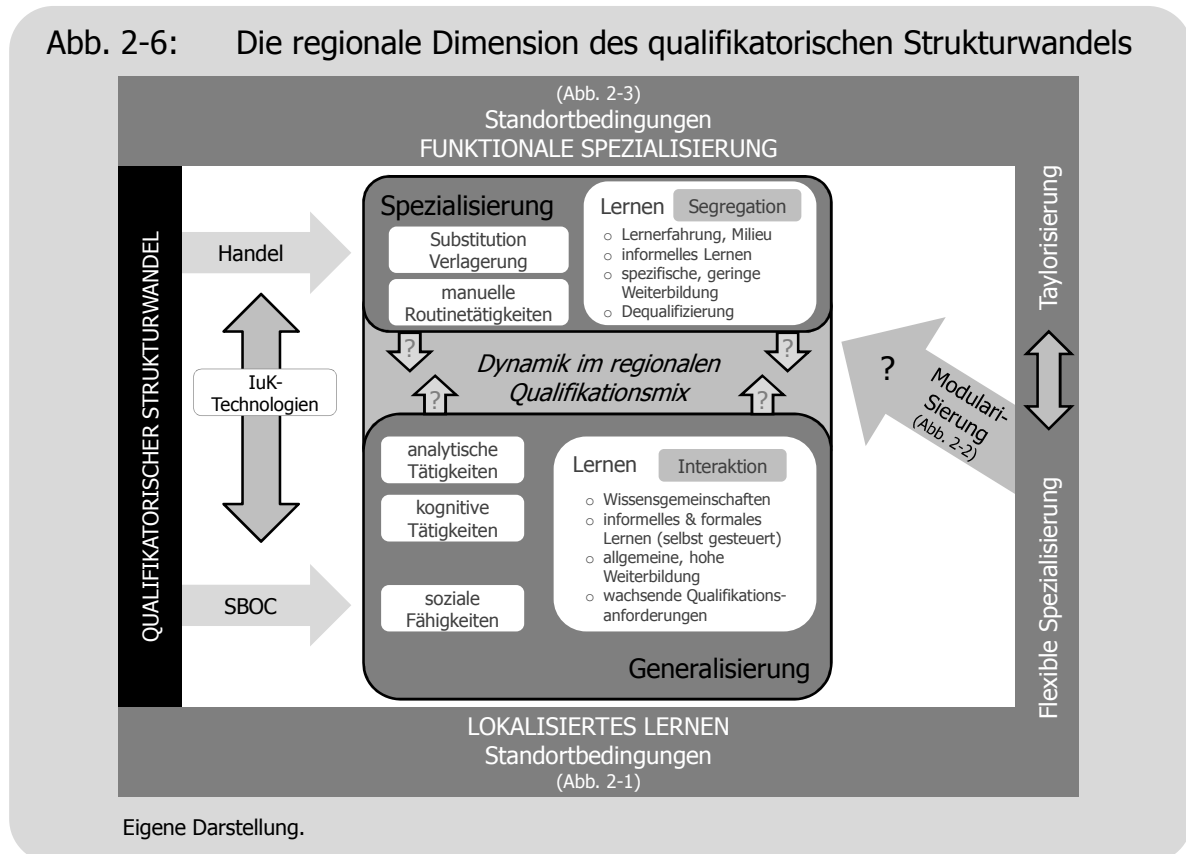 Abb. 2-6: Die regionale Dimension des qualifikatorischen Strukturwandels
(Abb. 2-3)
Standortbedingungen
FUNKTIONALE SPEZIALISIERUNG
QUALIFIKATORISCHER STRUKTURWANDEL
Handel
IuK-
Technologien
SBOC
Spezialisierung
Substitution
Verlagerung
manuelle
Routinetätigkeiten
Lernen
Segregation
○ Lernerfahrung, Milieu
○ informelles Lernen
○ spezifische, geringe
Weiterbildung
○ Dequalifizierung
?
?
Dynamik im regionalen
Qualifikationsmix
?
?
analytische
Tätigkeiten
kognitive
Tätigkeiten
soziale
Fähigkeiten
Lernen
Interaktion
○ Wissensgemeinschaften
○ informelles & formales
Lernen (selbst gesteuert)
○ allgemeine, hohe
Weiterbildung
○ wachsende Qualifikations-
anforderungen
Generalisierung
?
Modulari-
Sierung
(Abb. 2-2)
Taylorisierung
Flexible Spezialisierung
LOKALISIERTES LERNEN
Standortbedingungen
(Abb. 2-1)
Eigene Darstellung.